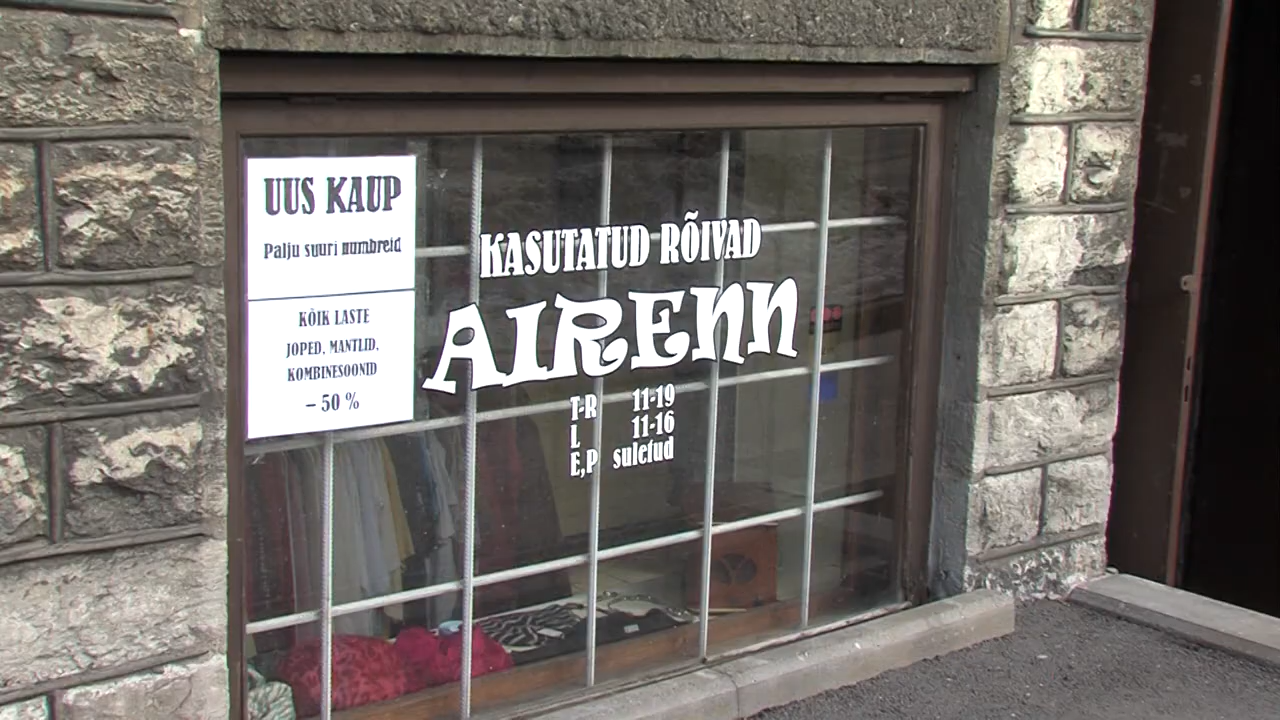 UUS KAUP
Palju suuri numbreid
KÕIK LASTE
JOPED, MANTLID,
KOMBINESOONID
– 50 %
KASUTATUD RÕIVAD
AIRENN
T-R 11-19
L 11-16
E,P suletud